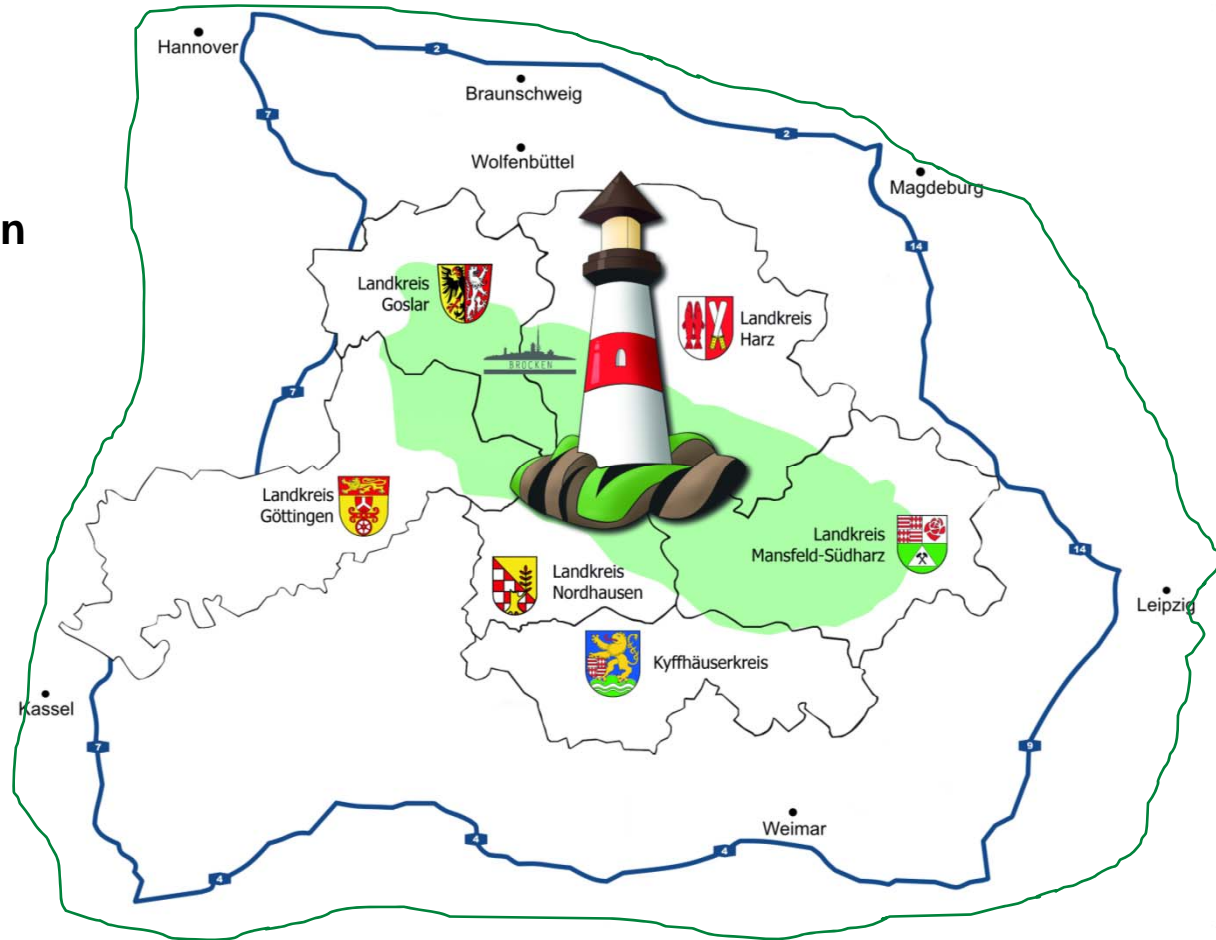 Hannover
2
Braunschweig
7
2
Wolfenbüttel
Magdeburg
n
14
Landkreis
Goslar
Landkreis
Harz
BROCKEN
7
Landkreis
Göttingen
Landkreis
Mansfeld-Südharz
14
Landkreis
Nordhausen
Leipzig
Kyffhäuserkreis
Kassel
7
9
Weimar
4
4
4